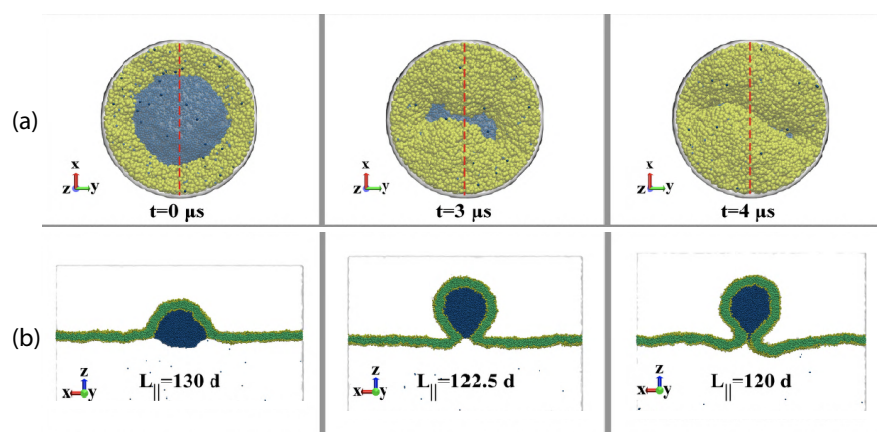 (a)
x
z y
t=0 µs
x
z y
t=3 µs
x
z y
t=4 µs
(b)
z
x y
L||=130 d
z
x y
L||=122.5 d
z
x y
L||=120 d